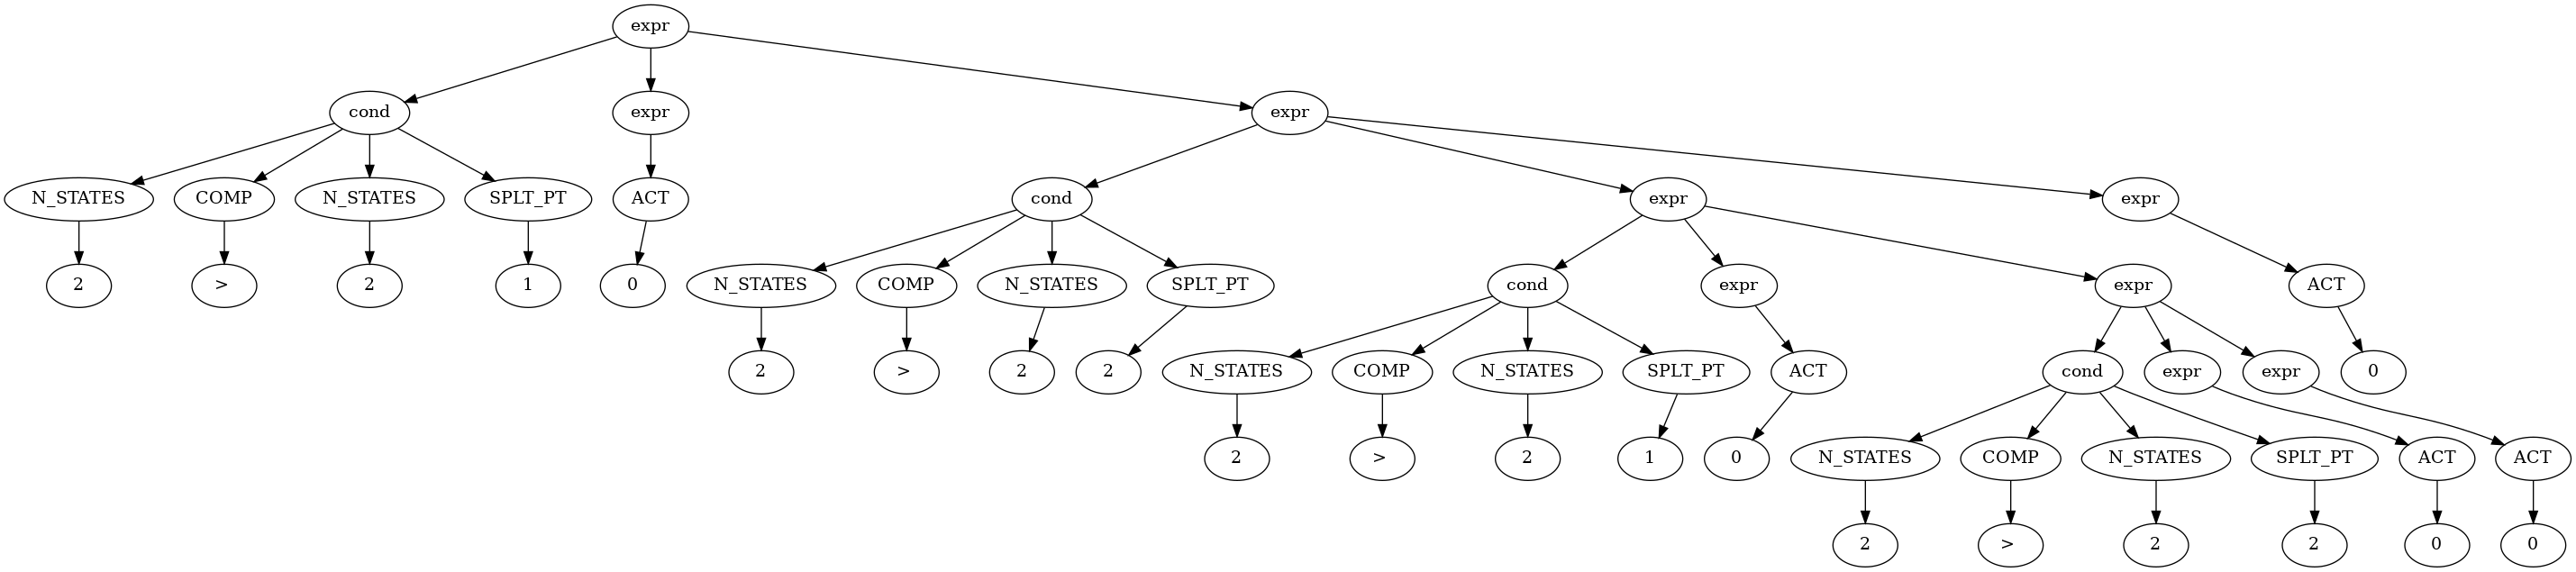 expr
cond expr expr
N_STATES COMP N_STATES SPLT_PT ACT cond expr expr
2 > 2 1 0 N_STATES COMP N_STATES SPLT_PT cond expr expr ACT
2 > 2 2 N_STATES COMP N_STATES SPLT_PT ACT cond expr expr 0
2 > 2 1 0 N_STATES COMP N_STATES SPLT_PT ACT ACT
2 > 2 2 0 0